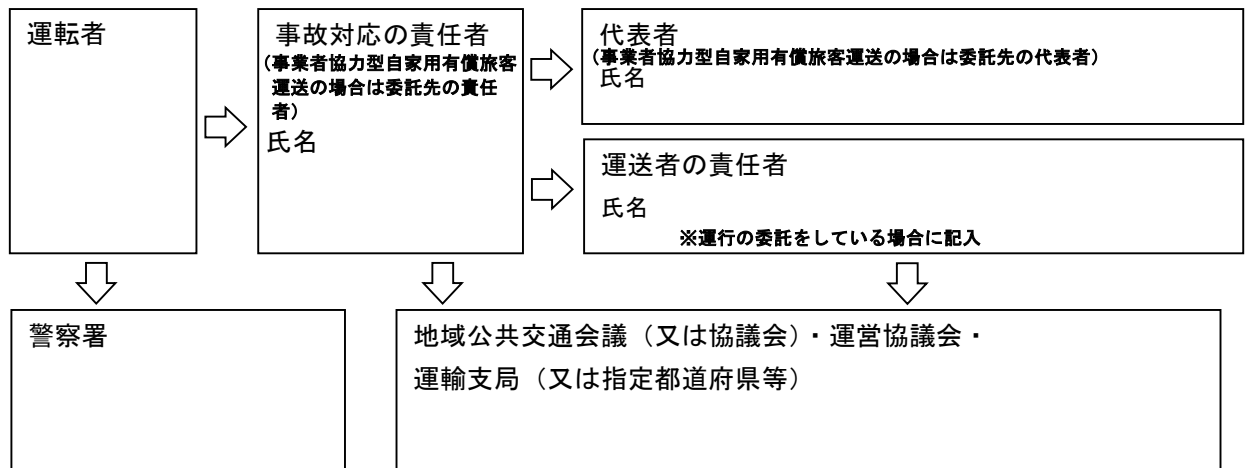 運転者
事故対応の責任者
（事業者協力型自家用有償旅客
運送の場合は委託先の責任
者）
氏名
代表者
（事業者協力型自家用有償旅客運送の場合は委託先の代表者）
氏名
運送者の責任者
氏名
※運行の委託をしている場合に記入
警察署
地域公共交通会議（又は協議会）・運営協議会・
運輸支局（又は指定都道府県等）